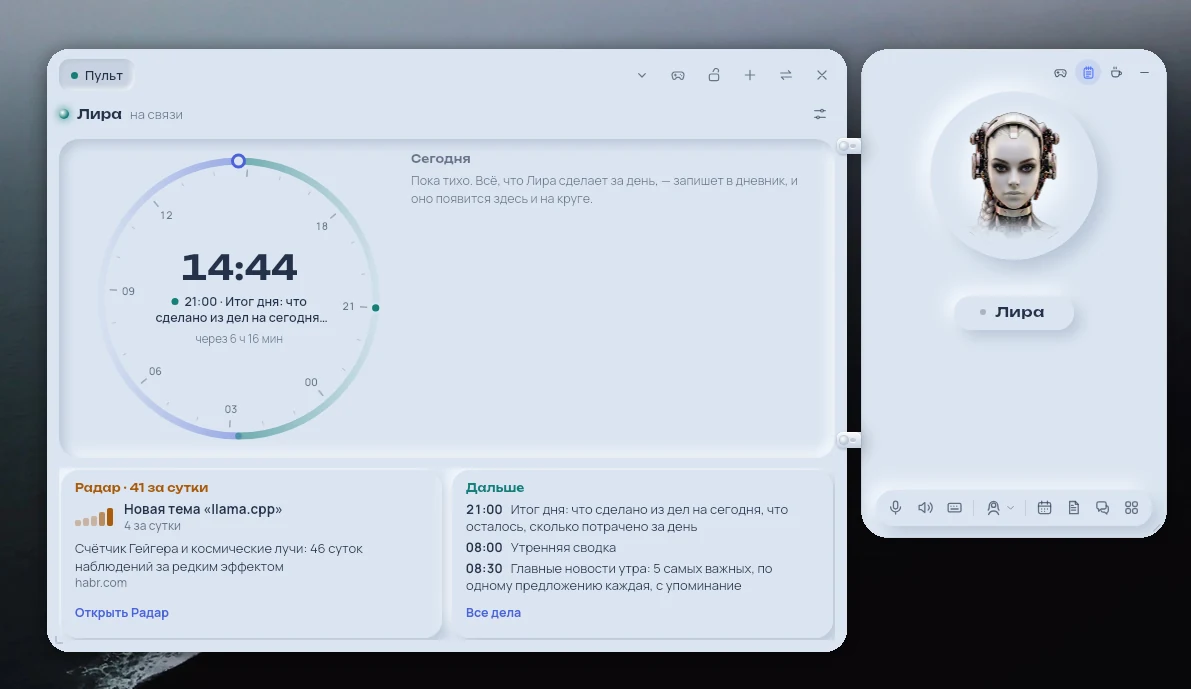 Пульт
Лира на связи
12
18
09
21
06
00
03
14:44
21:00 · Итог дня: что
сделано из дел на сегодня...
через 6 ч 16 мин
Сегодня
Пока тихо. Всё, что Лира сделает за день, — запишет в дневник, и
оно появится здесь и на круге.
Радар · 41 за сутки
Новая тема «llama.cpp»
4 за сутки
Счётчик Гейгера и космические лучи: 46 суток
наблюдений за редким эффектом
habr.com
Открыть Радар
Дальше
21:00 Итог дня: что сделано из дел на сегодня, что
осталось, сколько потрачено за день
08:00 Утренняя сводка
08:30 Главные новости утра: 5 самых важных, по
одному предложению каждая, с упоминание
Все дела
Лира